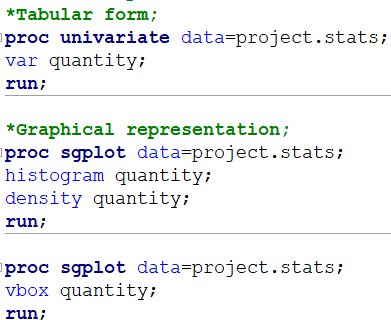 *Tabular form;
proc univariate data=project.stats;
var quantity;
run;
*Graphical representation;
proc sgplot data=project.stats;
histogram quantity;
density quantity;
run;
proc sgplot data=project.stats;
vbox quantity;
run;